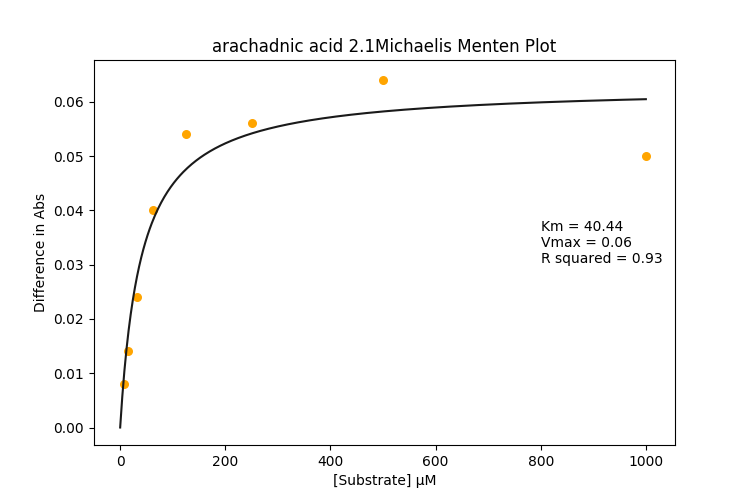 arachadnic acid 2.1Michaelis Menten Plot
0.06
0.05
0.04
0.03
0.02
0.01
0.00
Difference in Abs
Km = 40.44
Vmax = 0.06
R squared = 0.93
0 200 400 600 800 1000
[Substrate] µM